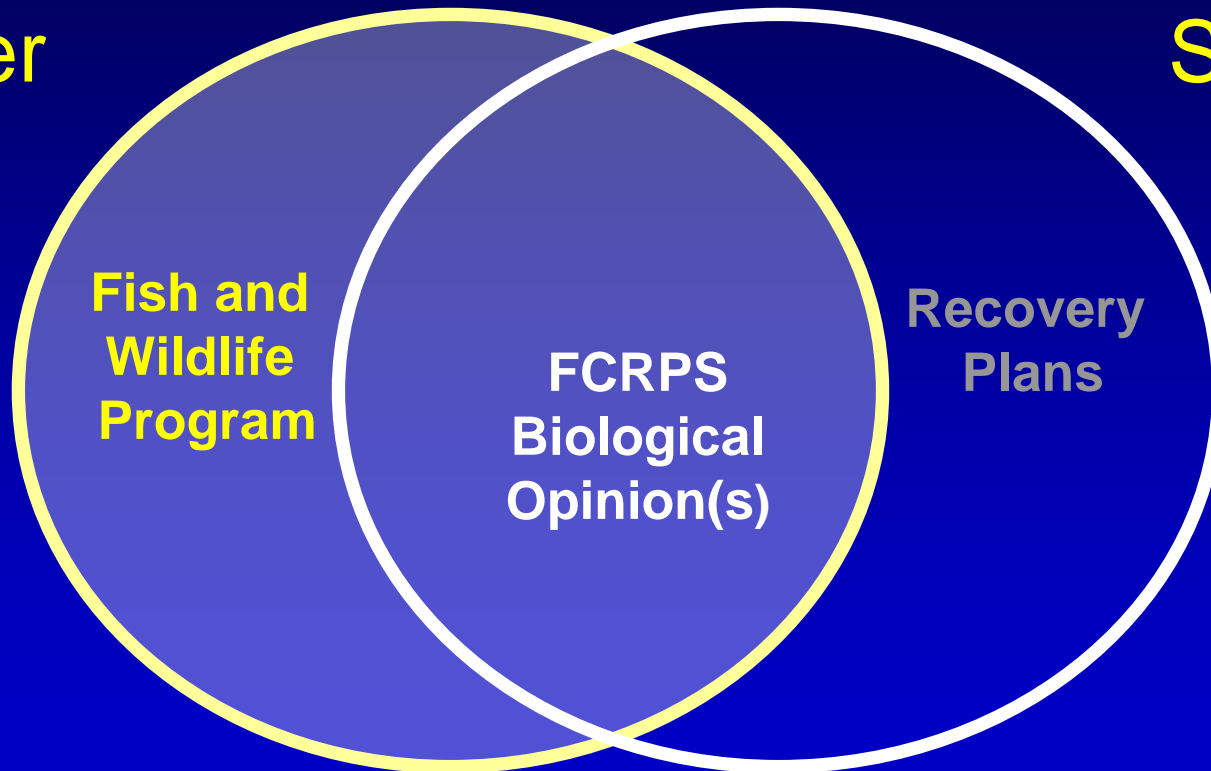 er
S
Fish and
Wildlife
Program
FCRPS
Biological
Opinion(s)
Recovery
Plans